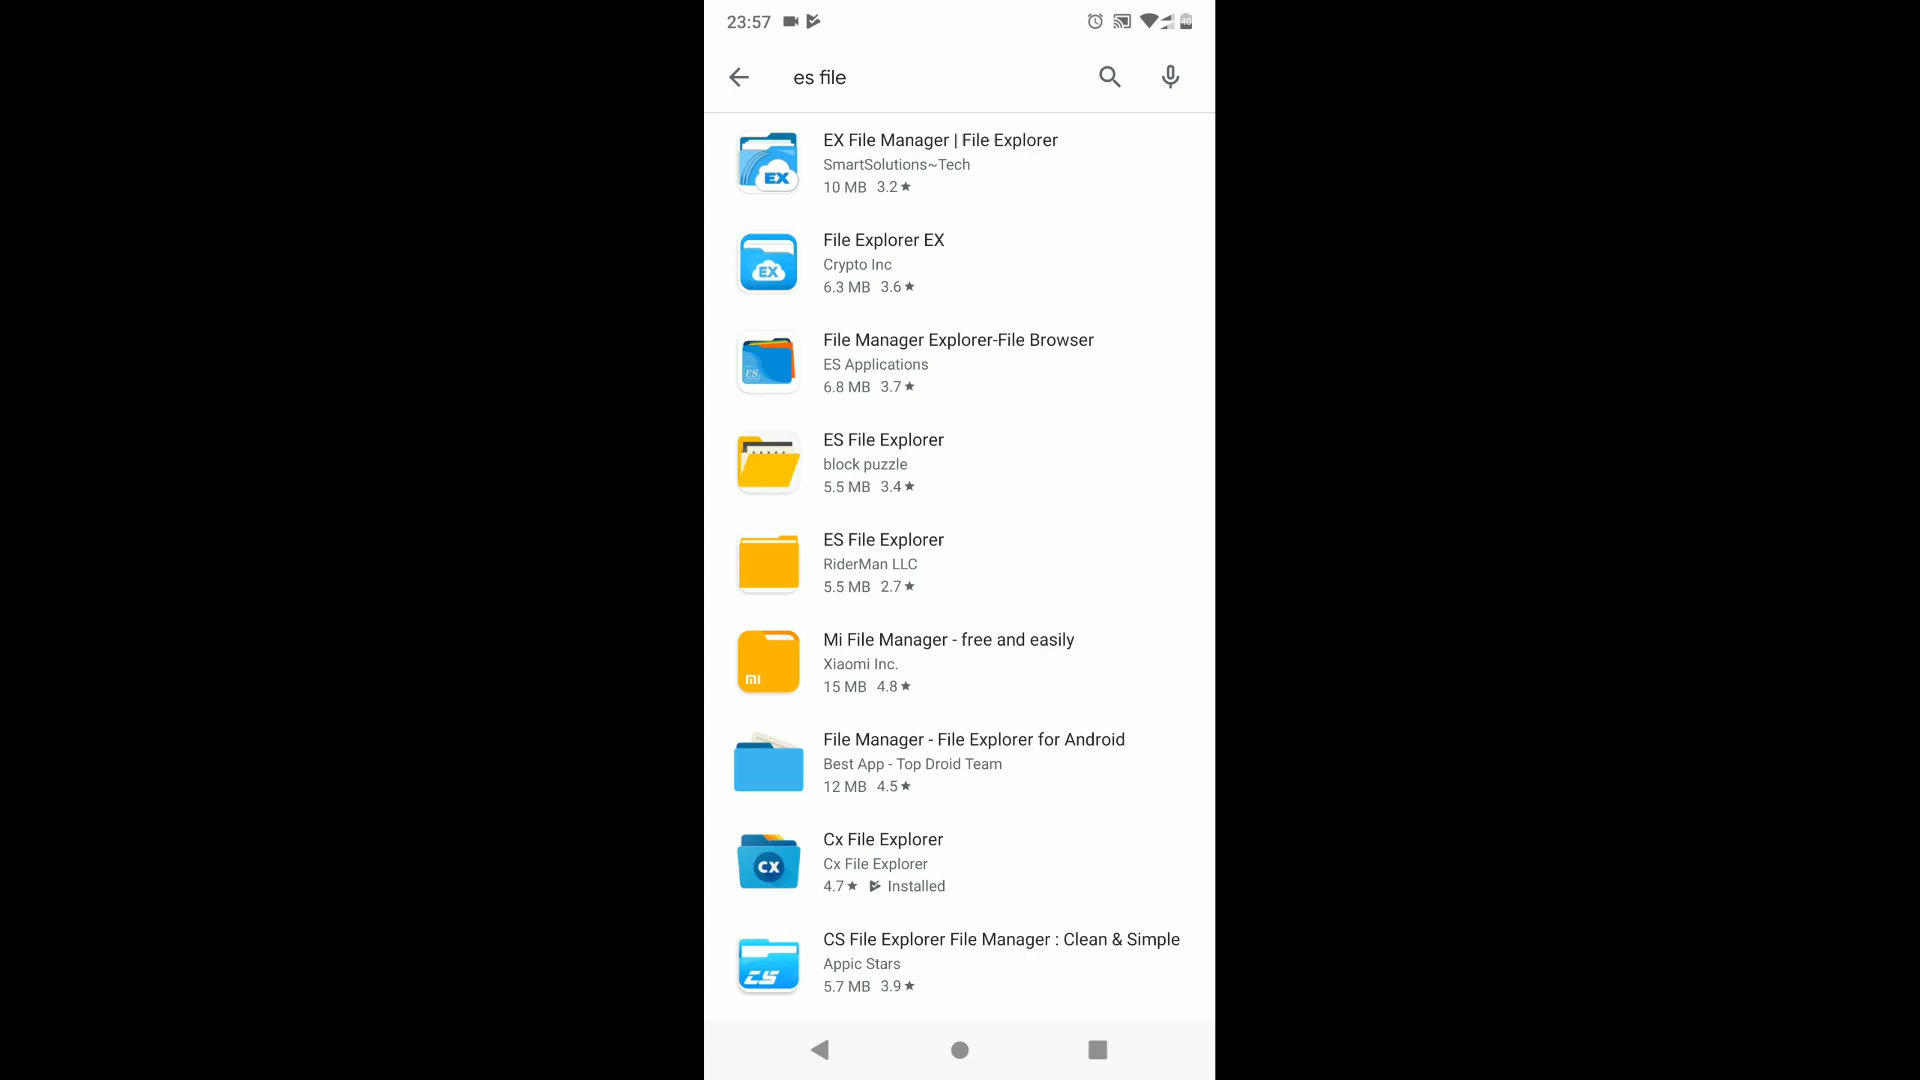 23:57
40
es file
EX File Manager | File Explorer
SmartSolutions~Tech
10 MB 3.2★
EX
File Explorer EX
Crypto Inc
6.3 MB 3.6★
EX
File Manager Explorer-File Browser
ES Applications
6.8 MB 3.7★
ES
ES File Explorer
block puzzle
5.5 MB 3.4★
ES File Explorer
RiderMan LLC
5.5 MB 2.7★
Mi File Manager - free and easily
Xiaomi Inc.
15 MB 4.8★
MI
File Manager - File Explorer for Android
Best App - Top Droid Team
12 MB 4.5★
Cx File Explorer
Cx File Explorer
4.7★ Installed
CX
CS File Explorer File Manager : Clean & Simple
Appic Stars
5.7 MB 3.9★
CS